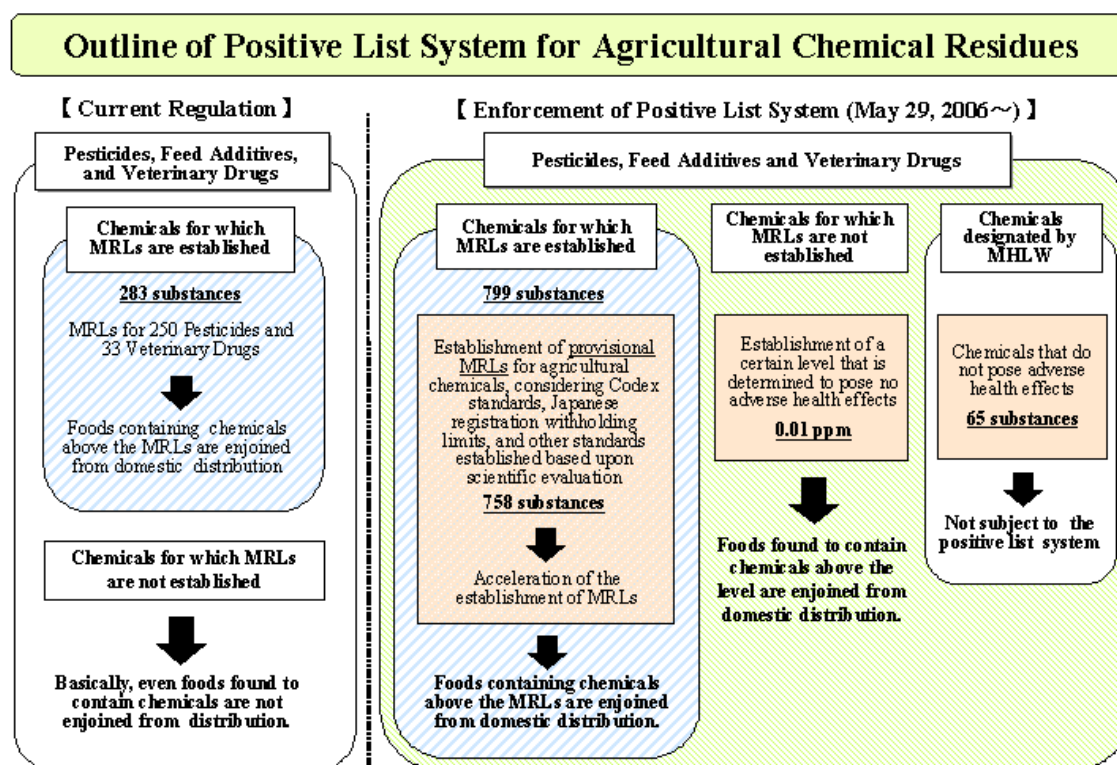 Outline of Positive List System for Agricultural Chemical Residues
【 Current Regulation 】
Pesticides, Feed Additives,
and Veterinary Drugs
Chemicals for which
MRLs are established
283 substances
MRLs for 250 Pesticides and
33 Veterinary Drugs
Foods containing chemicals
above the MRLs are enjoined
from domestic distribution
Chemicals for which MRLs
are not established
Basically, even foods found to
contain chemicals are not
enjoined from distribution.
【 Enforcement of Positive List System (May 29, 2006～) 】
Pesticides, Feed Additives and Veterinary Drugs
Chemicals for which
MRLs are established
799 substances
Establishment of provisional
MRLs for agricultural
chemicals, considering Codex
standards, Japanese
registration withholding
limits, and other standards
established based upon
scientific evaluation
758 substances
Acceleration of the
establishment of MRLs
Foods containing chemicals
above the MRLs are enjoined
from domestic distribution.
Chemicals for which
MRLs are not
established
Establishment of a
certain level that is
determined to pose no
adverse health effects
0.01 ppm
Foods found to contain
chemicals above the
level are enjoined from
domestic distribution.
Chemicals
designated by
MHLW
Chemicals that do
not pose adverse
health effects
65 substances
Not subject to the
positive list system